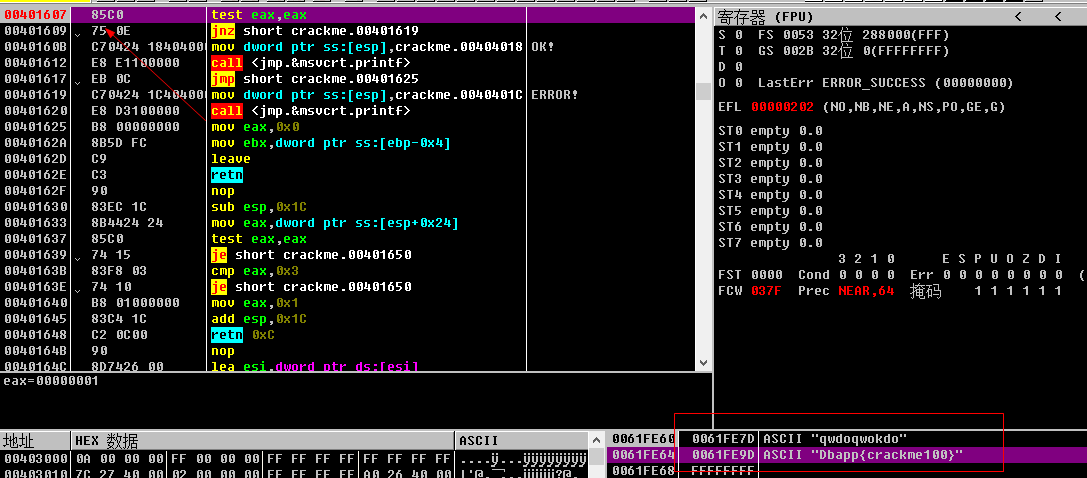 00401607 85C0 test eax,eax
00401609 75 0E jnz short crackme.00401619
0040160B C70424 18404000 mov dword ptr ss:[esp],crackme.00404018 OK!
00401612 E8 E1100000 call <jmp.&msvcrt.printf>
00401617 EB 0C jmp short crackme.00401625
00401619 C70424 1C404000 mov dword ptr ss:[esp],crackme.0040401C ERROR!
00401620 E8 D3100000 call <jmp.&msvcrt.printf>
00401625 B8 00000000 mov eax,0x0
0040162A 8B5D FC mov ebx,dword ptr ss:[ebp-0x4]
0040162D C9 leave
0040162E C3 retn
0040162F 90 nop
00401630 83EC 1C sub esp,0x1C
00401633 8B4424 24 mov eax,dword ptr ss:[esp+0x24]
00401637 85C0 test eax,eax
00401639 74 15 je short crackme.00401650
0040163B 83F8 03 cmp eax,0x3
0040163E 74 10 je short crackme.00401650
00401640 B8 01000000 mov eax,0x1
00401645 83C4 1C add esp,0x1C
00401648 C2 0C00 retn 0xC
0040164B 90 nop
0040164C 8D7426 00 lea esi,dword ptr ds:[esi]
eax=00000001
寄存器 (FPU) < <
S 0 FS 0053 32位 288000(FFF)
T 0 GS 002B 32位 0(FFFFFFFF)
D 0
O 0 LastErr ERROR_SUCCESS (00000000)
EFL 00000202 (NO,NB,NE,A,NS,PO,GE,G)
ST0 empty 0.0
ST1 empty 0.0
ST2 empty 0.0
ST3 empty 0.0
ST4 empty 0.0
ST5 empty 0.0
ST6 empty 0.0
ST7 empty 0.0
3 2 1 0 E S P U O Z D I
FST 0000 Cond 0 0 0 0 Err 0 0 0 0 0 0 0 0 (
FCW 037F Prec NEAR,64 掩码 1 1 1 1 1 1
地址 HEX 数据 ASCII
00403000 0A 00 00 00 FF 00 00 00 FF FF FF FF FF FF FF FF
00403010 7C 27 40 00 02 00 00 00 FF FF FF FF A0 26 40 00
0061FE60 0061FE7D ASCII "qwdoqwokdo"
0061FE64 0061FE9D ASCII "Dbapp{crackme100}"
0061FE68 FFFFFFFF